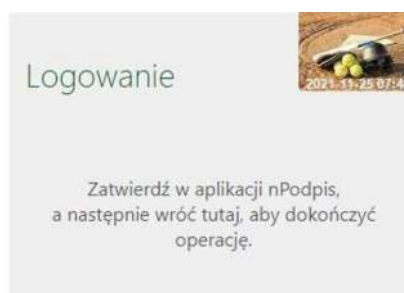 Logowanie
2021-11-25 07:4
Zatwierdź w aplikacji nPodpis,
a następnie wróć tutaj, aby dokończyć
operację.